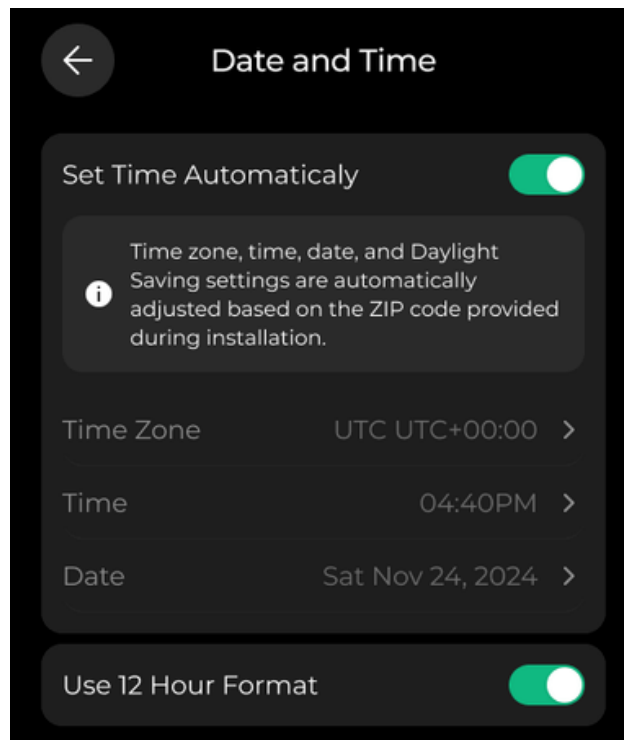 Date and Time
Set Time Automaticaly
Time zone, time, date, and Daylight
Saving settings are automatically
adjusted based on the ZIP code provided
during installation.
Time Zone UTC UTC+00:00
Time 04:40PM
Date Sat Nov 24, 2024
Use 12 Hour Format